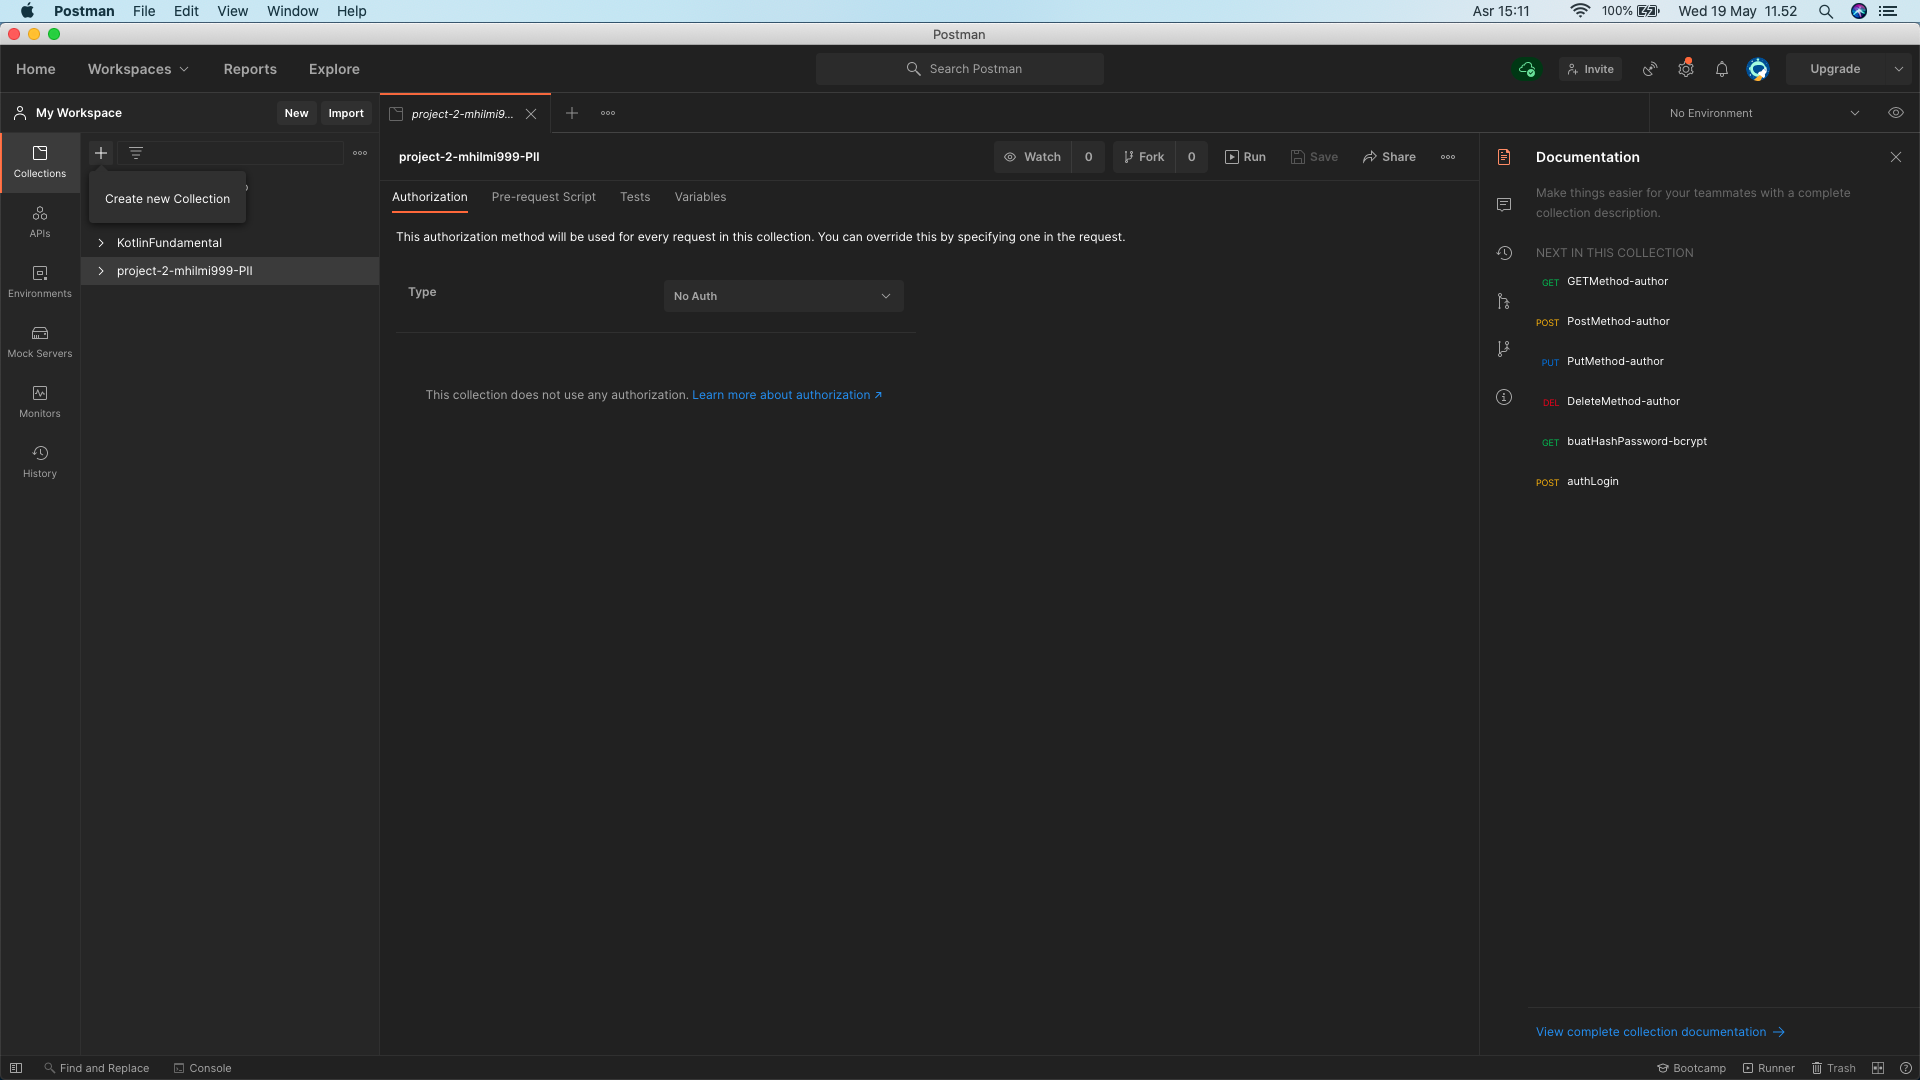 Postman File Edit View Window Help
Asr 15:11 100% Wed 19 May 11.52
Postman
Home Workspaces Reports Explore
Search Postman
Invite
Upgrade
My Workspace
New
Import
project-2-mhilmi9...
No Environment
Collections
APIs
Environments
Mock Servers
Monitors
History
Create new Collection
KotlinFundamental
project-2-mhilmi999-PII
project-2-mhilmi999-PII
Watch 0
Fork 0
Run
Save
Share
Authorization Pre-request Script Tests Variables
This authorization method will be used for every request in this collection. You can override this by specifying one in the request.
Type
No Auth
This collection does not use any authorization. Learn more about authorization ↗
Documentation
Make things easier for your teammates with a complete
collection description.
NEXT IN THIS COLLECTION
GET GETMethod-author
POST PostMethod-author
PUT PutMethod-author
DEL DeleteMethod-author
GET buatHashPassword-bcrypt
POST authLogin
View complete collection documentation →
Find and Replace
Console
Bootcamp
Runner
Trash